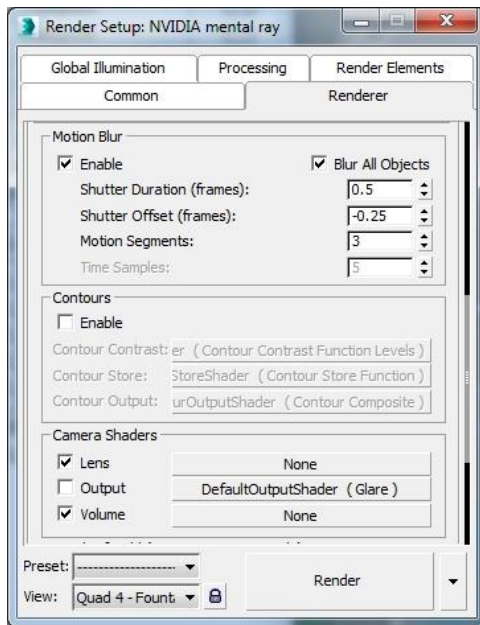 Render Setup: NVIDIA mental ray
Global Illumination Processing Render Elements
Common Renderer
Motion Blur
Enable Blur All Objects
Shutter Duration (frames): 0.5
Shutter Offset (frames): -0.25
Motion Segments: 3
Time Samples: 5
Contours
Enable
Contour Contrast: er ( Contour Contrast Function Levels )
Contour Store: StoreShader ( Contour Store Function )
Contour Output: urOutputShader ( Contour Composite )
Camera Shaders
Lens None
Output DefaultOutputShader ( Glare )
Volume None
Preset: --------------------
View: Quad 4 - Fount
Render